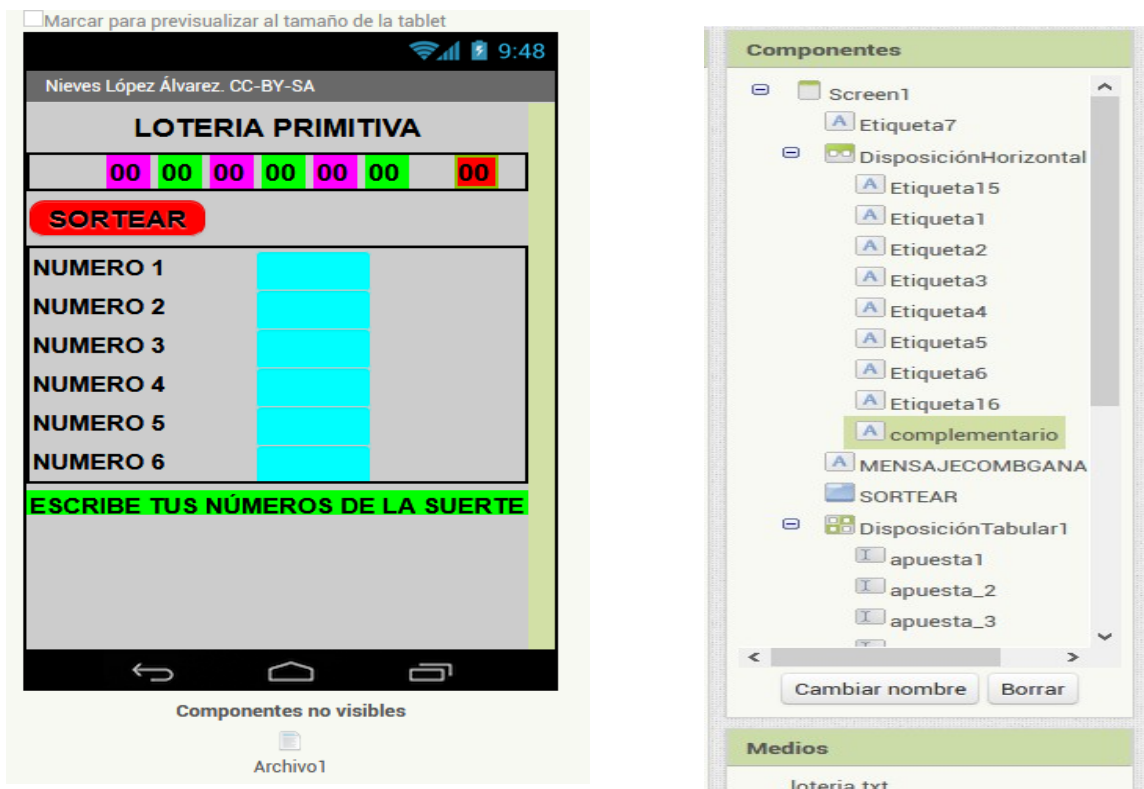 Marcar para previsualizar al tamaño de la tablet
9:48
Nieves López Álvarez. CC-BY-SA
LOTERIA PRIMITIVA
00 00 00 00 00 00 00
SORTEAR
NUMERO 1
NUMERO 2
NUMERO 3
NUMERO 4
NUMERO 5
NUMERO 6
ESCRIBE TUS NÚMEROS DE LA SUERTE
Componentes no visibles
Archivo1
Componentes
Screen1
Etiqueta7
DisposiciónHorizontal
Etiqueta15
Etiqueta1
Etiqueta2
Etiqueta3
Etiqueta4
Etiqueta5
Etiqueta6
Etiqueta16
complementario
MENSAJECOMBGANA
SORTEAR
DisposiciónTabular1
apuesta1
apuesta_2
apuesta_3
Cambiar nombre Borrar
Medios
loteria.txt